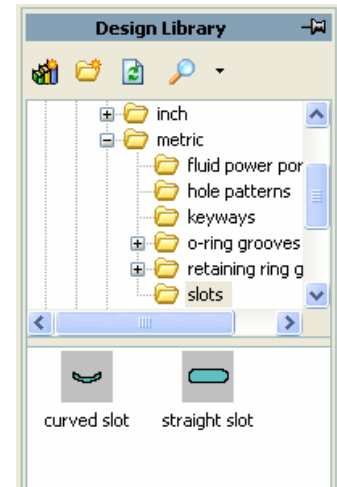 Design Library
inch
metric
fluid power por
hole patterns
keyways
o-ring grooves
retaining ring g
slots
curved slot straight slot